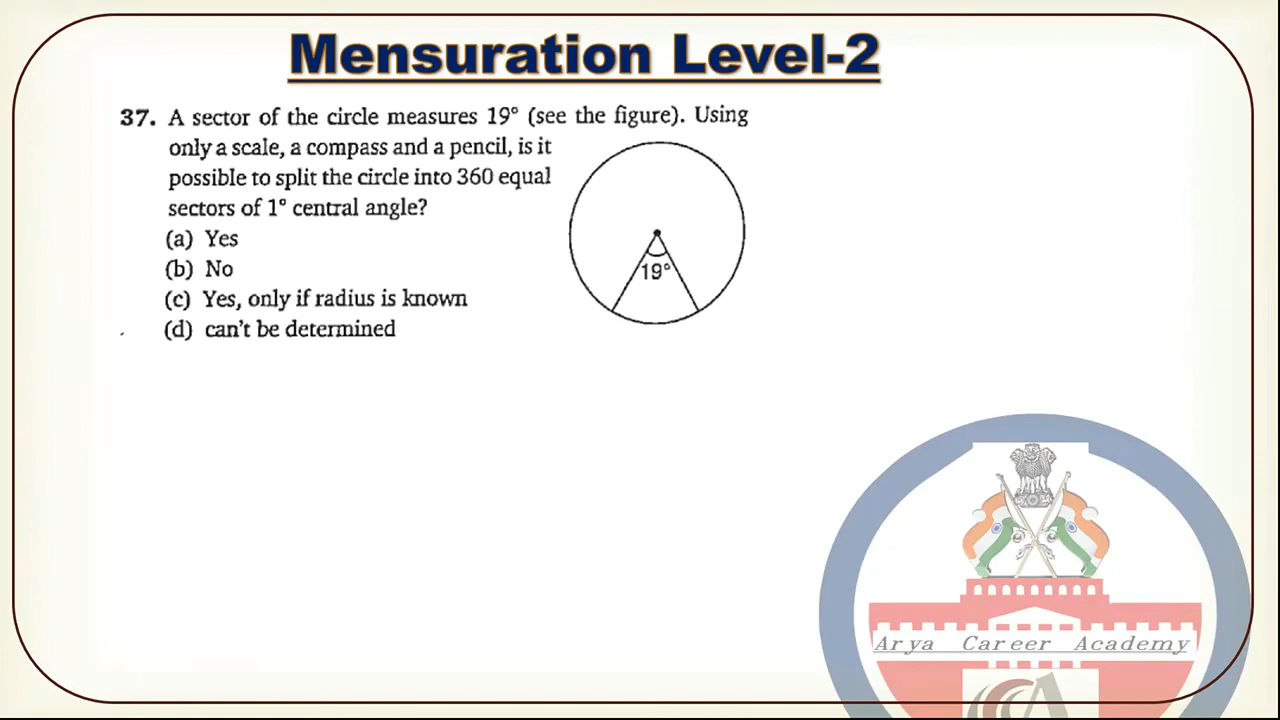 Mensuration Level-2
37. A sector of the circle measures 19° (see the figure). Using
only a scale, a compass and a pencil, is it
possible to split the circle into 360 equal
sectors of 1° central angle?
(a) Yes
(b) No
(c) Yes, only if radius is known
(d) can't be determined
19°
Arya Career Academy